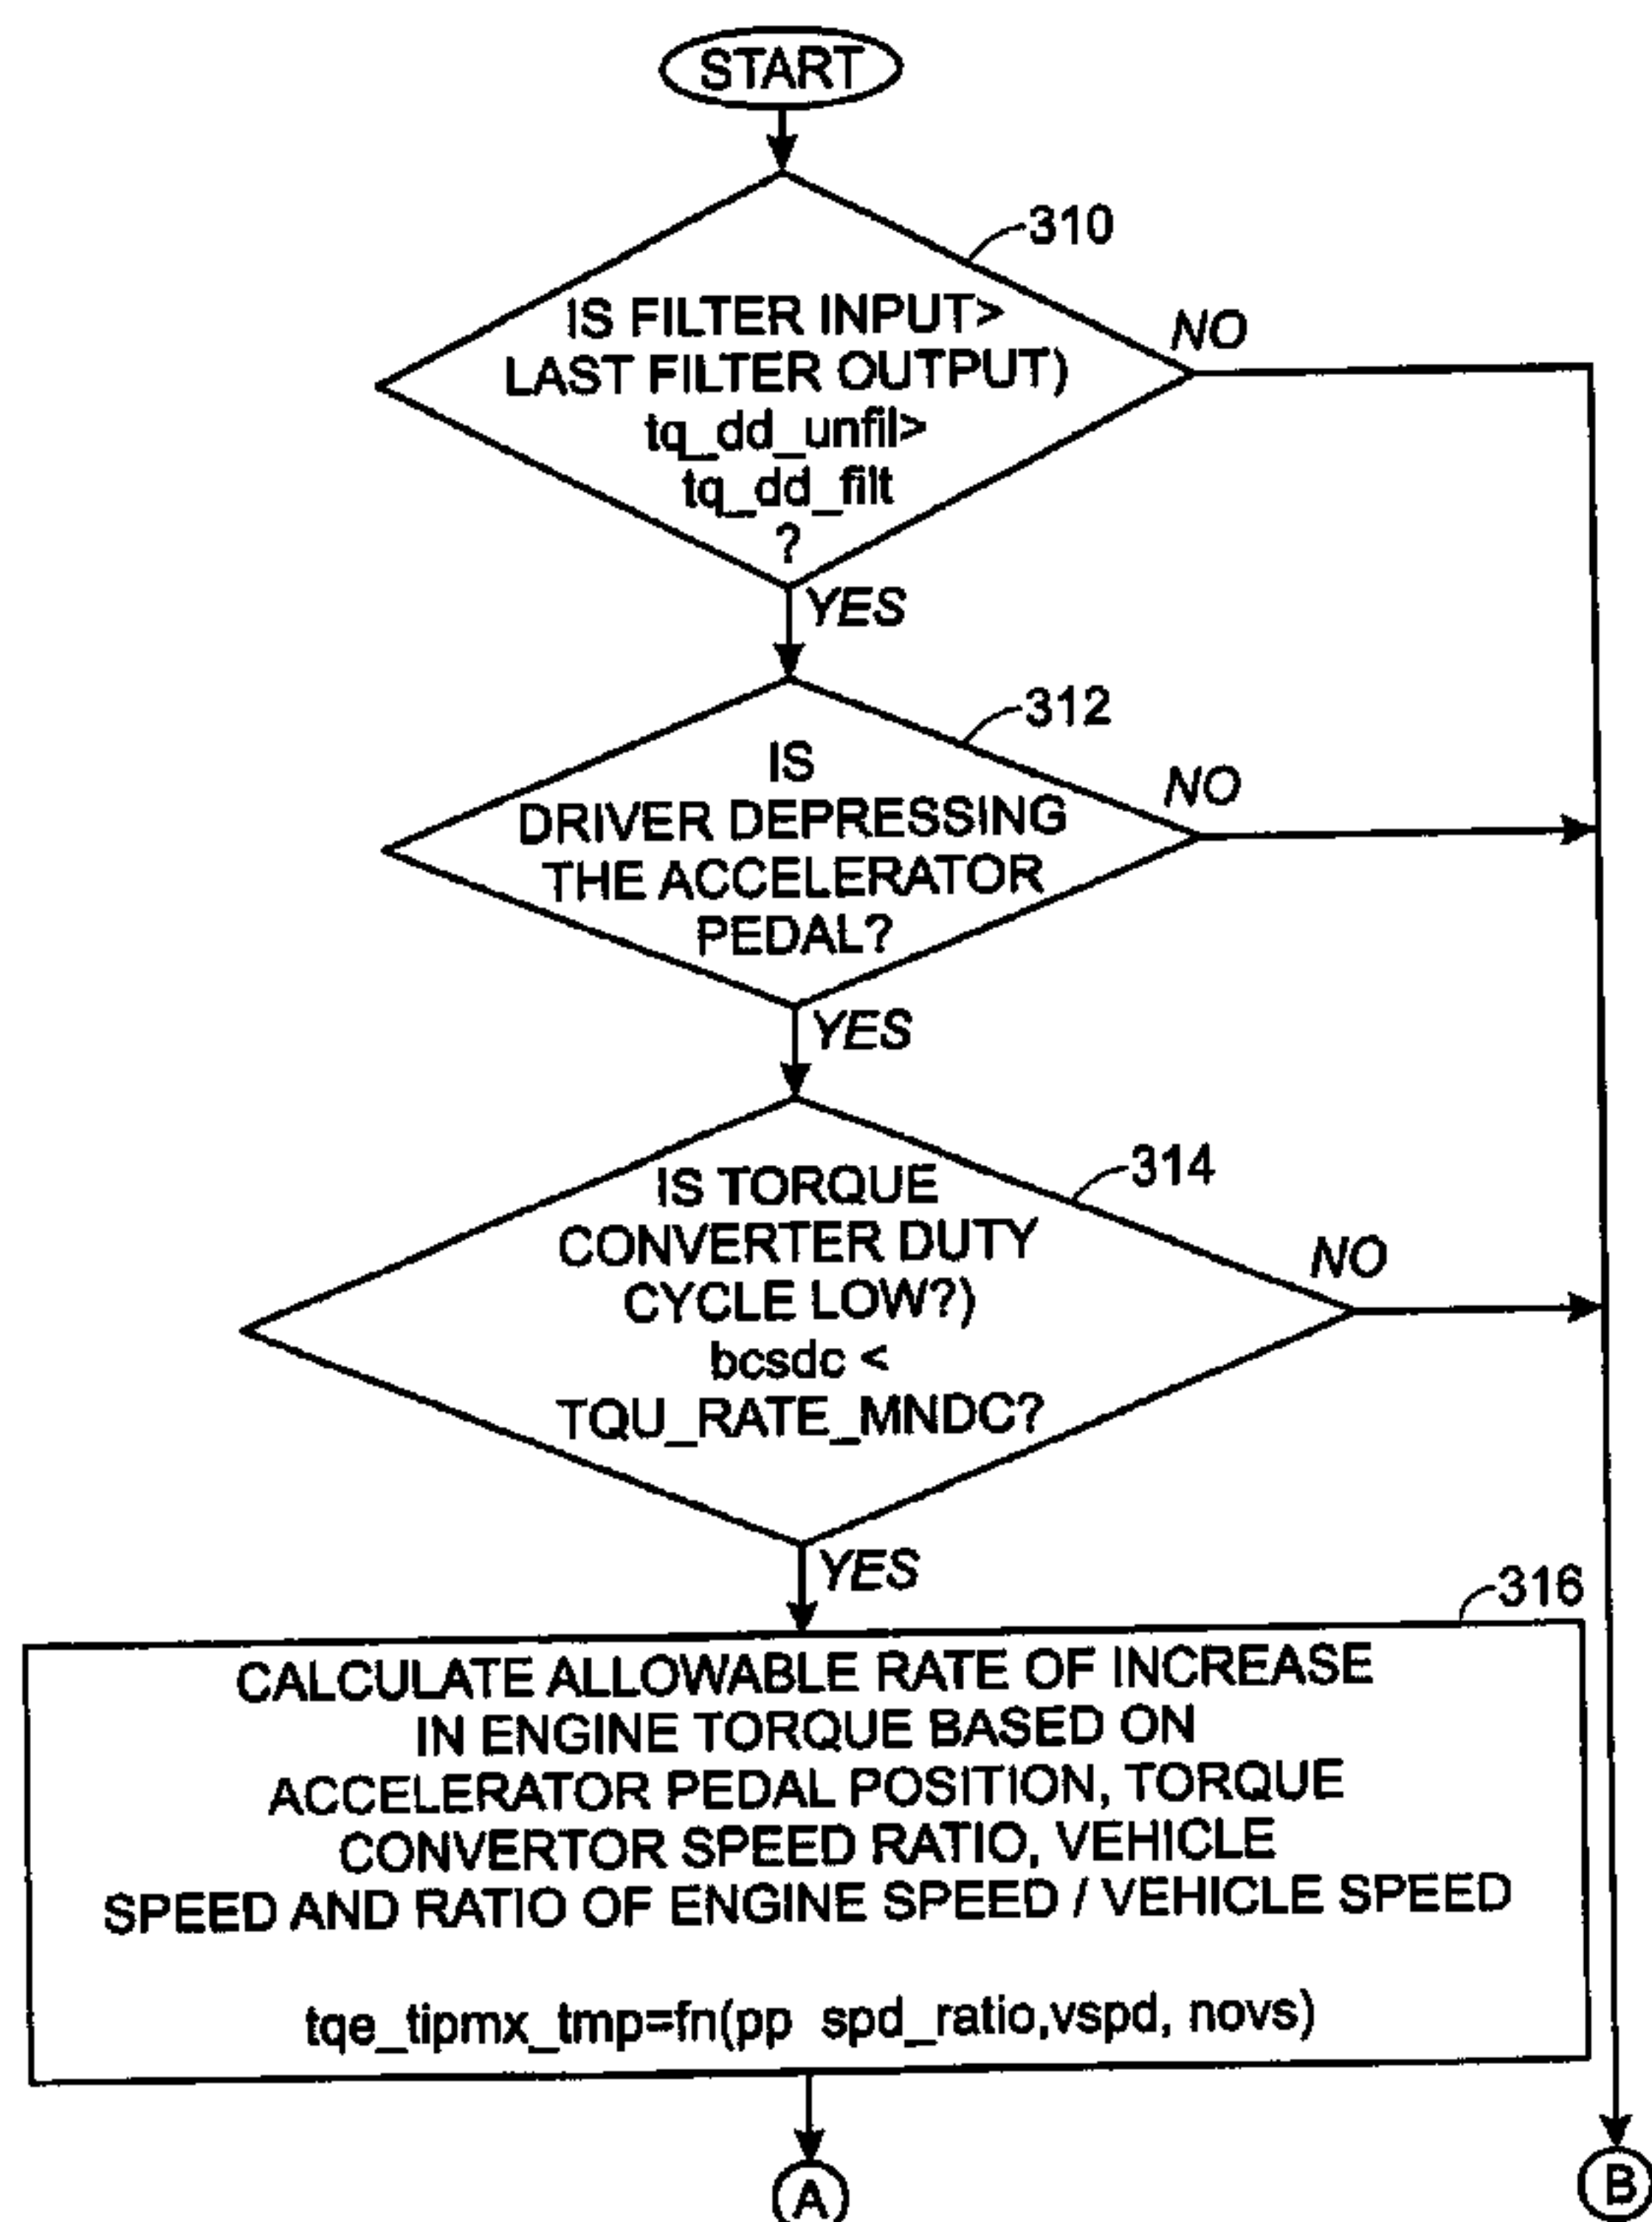 START
310
IS FILTER INPUT>
LAST FILTER OUTPUT)
tq_dd_unfil>
tq_dd_filt
?
NO
YES
312
IS
DRIVER DEPRESSING
THE ACCELERATOR
PEDAL?
NO
YES
314
IS TORQUE
CONVERTER DUTY
CYCLE LOW?)
bcsdc <
TQU_RATE_MNDC?
NO
YES
316
CALCULATE ALLOWABLE RATE OF INCREASE
IN ENGINE TORQUE BASED ON
ACCELERATOR PEDAL POSITION, TORQUE
CONVERTOR SPEED RATIO, VEHICLE
SPEED AND RATIO OF ENGINE SPEED / VEHICLE SPEED
tqe_tipmx_tmp=fn(pp spd_ratio,vspd, novs)
A
B